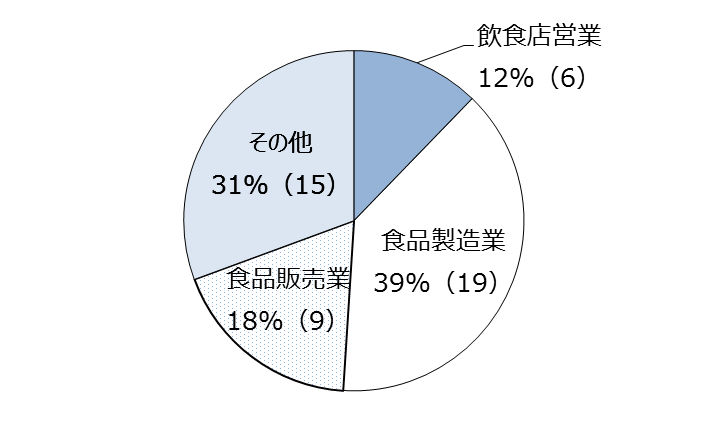 飲食店営業
12%（6）
食品製造業
39%（19）
食品販売業
18%（9）
その他
31%（15）